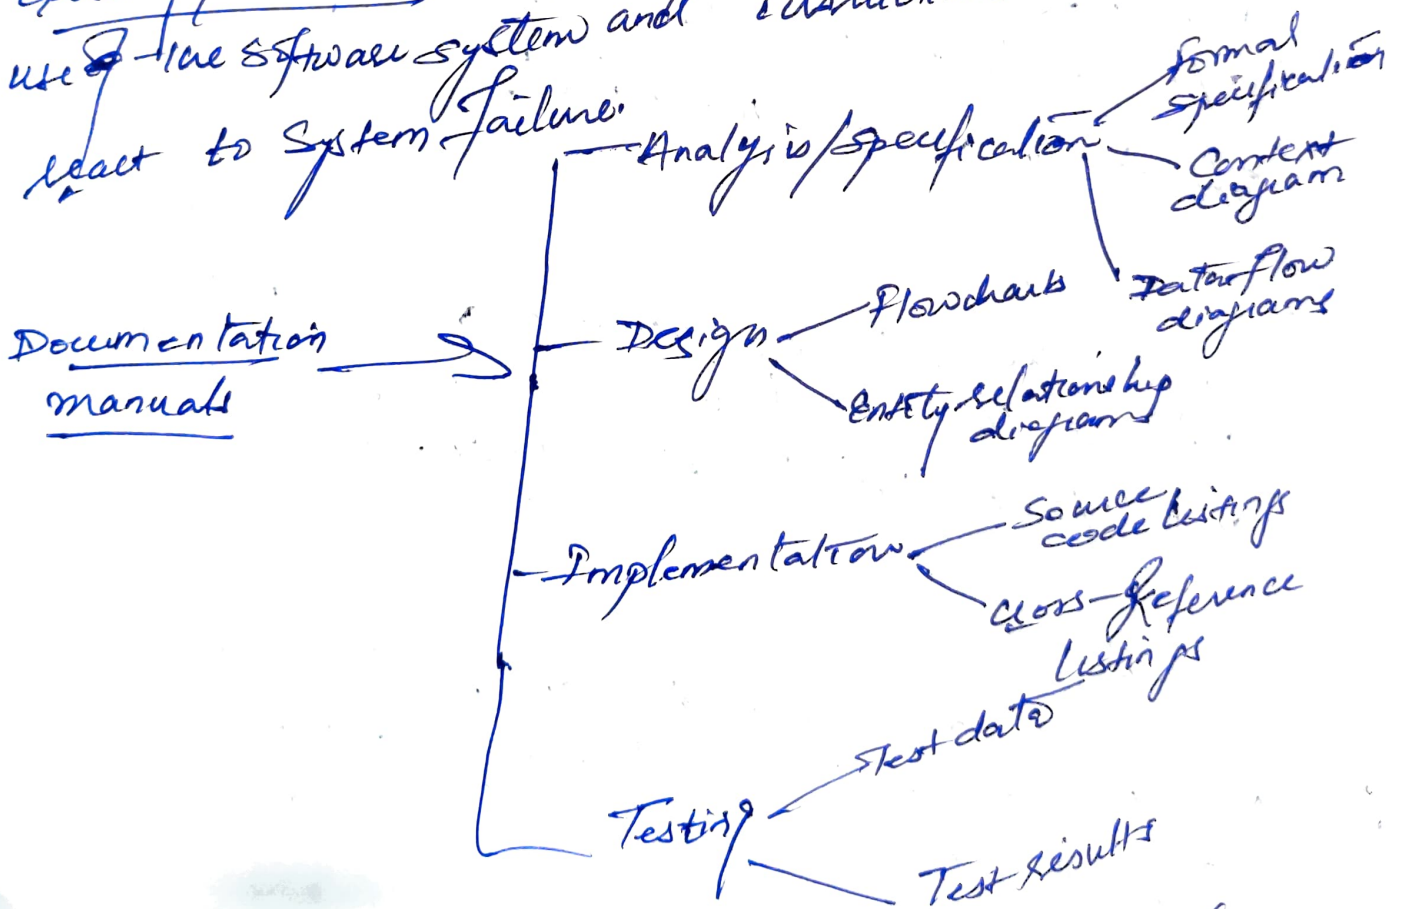 use of the software system and
react to System failure.
Analysis/specification
Formal
specification
Context
diagram
Data flow
diagrams
Documentation
manuals
Design
Flowcharts
Entity-relationship
diagrams
Implementation
Source
code listings
Cross-Reference
Listings
Testing
Test data
Test results